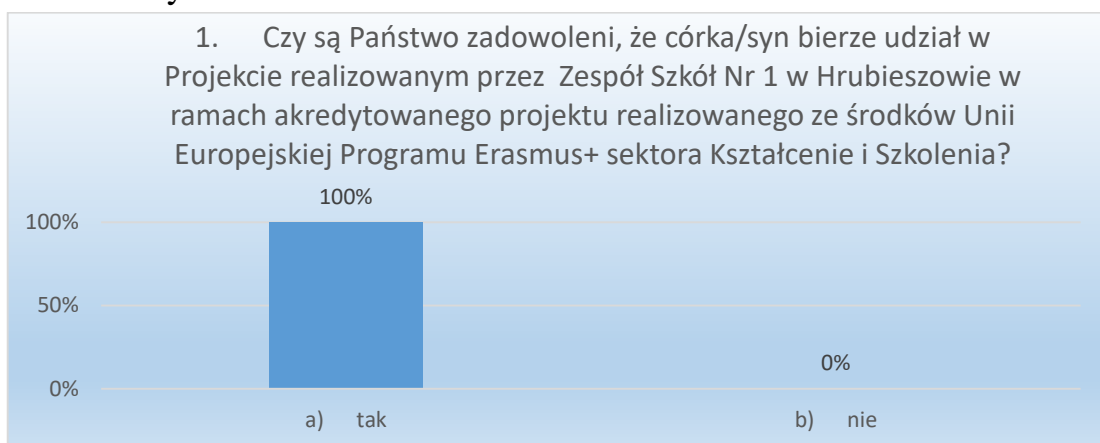 1. Czy są Państwo zadowoleni, że córka/syn bierze udział w
Projekcie realizowanym przez Zespół Szkół Nr 1 w Hrubieszowie w
ramach akredytowanego projektu realizowanego ze środków Unii
Europejskiej Programu Erasmus+ sektora Kształcenie i Szkolenia?
100%
100%
50%
0%
0%
a) tak
b) nie